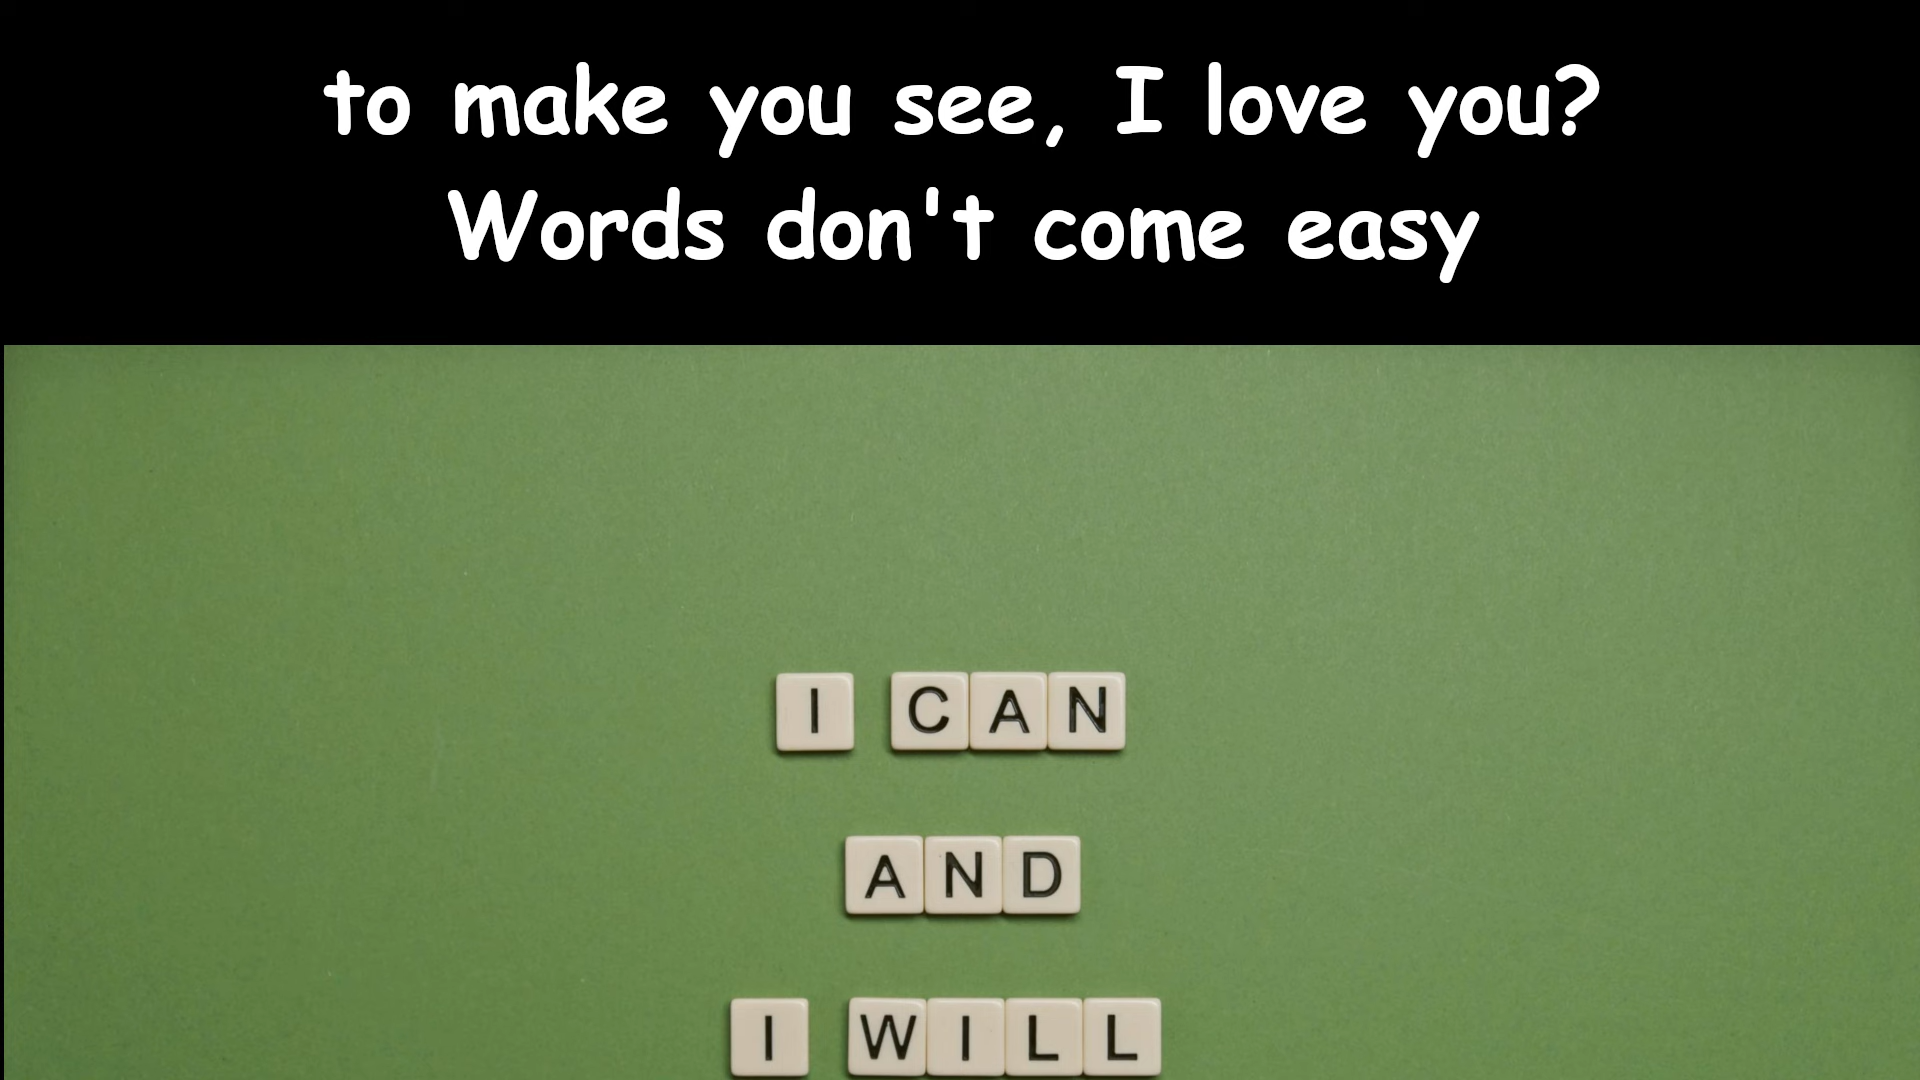 to make you see, I love you?
Words don't come easy
I CAN
AND
I WILL